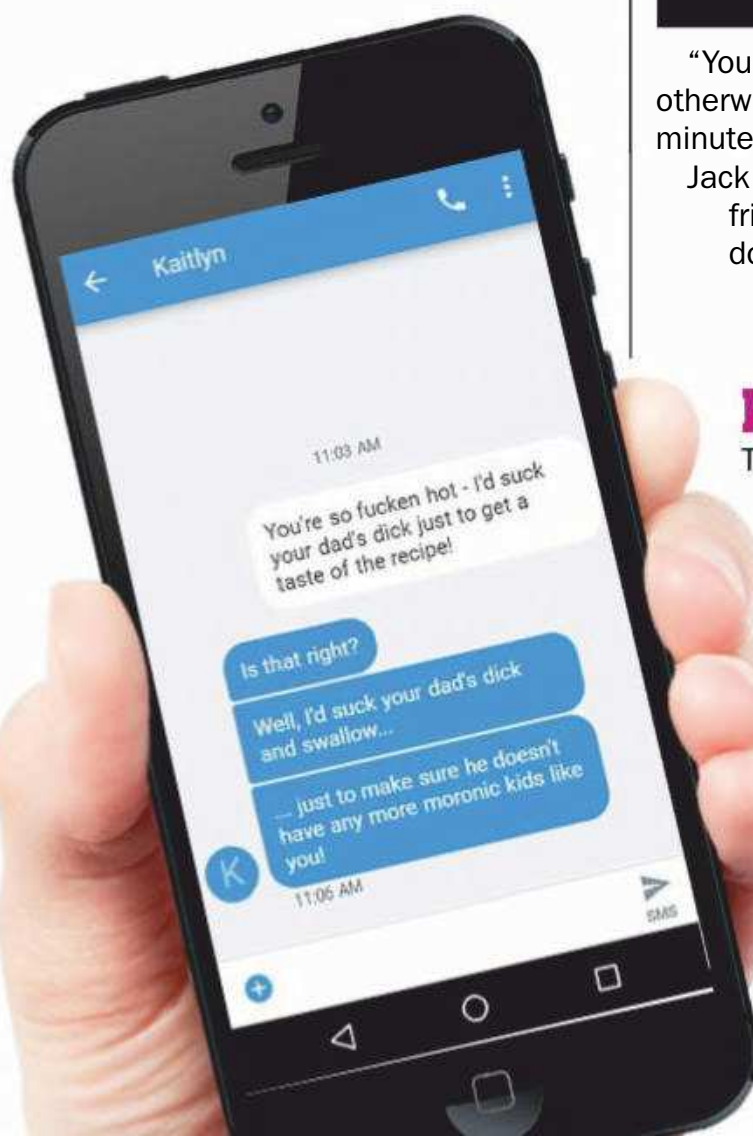 Kaitlyn
11:03 AM
You're so fucken hot - I'd suck
your dad's dick just to get a
taste of the recipe!
Is that right?
Well, I'd suck your dad's dick
and swallow...
... just to make sure he doesn't
have any more moronic kids like
you!
K
11:05 AM
SMS
“You
otherw
minute
Jack
fri
do
T